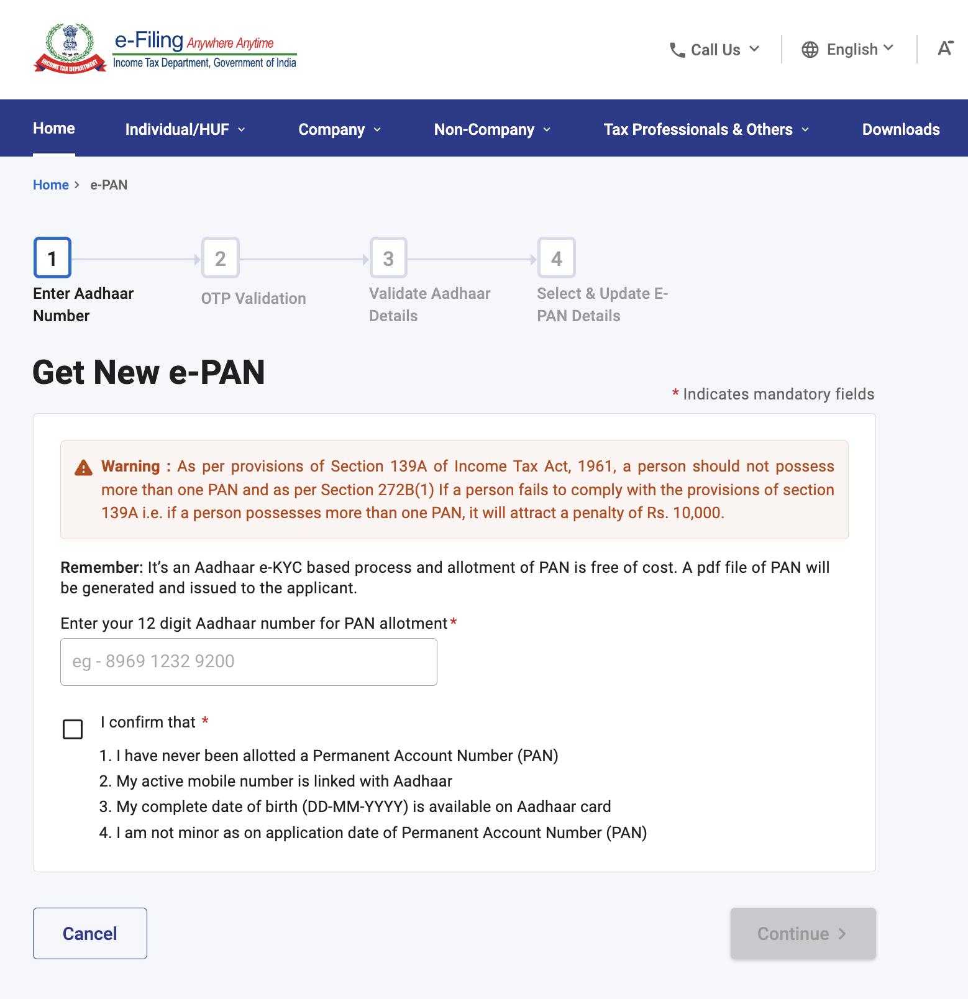 INCOME TAX DEPARTMENT
e-Filing Anywhere Anytime
Income Tax Department, Government of India
Call Us
English
A-
Home
Individual/HUF
Company
Non-Company
Tax Professionals & Others
Downloads
Home > e-PAN
1
2
3
4
Enter Aadhaar
Number
OTP Validation
Validate Aadhaar
Details
Select & Update E-
PAN Details
Get New e-PAN
* Indicates mandatory fields
Warning : As per provisions of Section 139A of Income Tax Act, 1961, a person should not possess
more than one PAN and as per Section 272B(1) If a person fails to comply with the provisions of section
139A i.e. if a person possesses more than one PAN, it will attract a penalty of Rs. 10,000.
Remember: It’s an Aadhaar e-KYC based process and allotment of PAN is free of cost. A pdf file of PAN will
be generated and issued to the applicant.
Enter your 12 digit Aadhaar number for PAN allotment*
eg - 8969 1232 9200
I confirm that *
1. I have never been allotted a Permanent Account Number (PAN)
2. My active mobile number is linked with Aadhaar
3. My complete date of birth (DD-MM-YYYY) is available on Aadhaar card
4. I am not minor as on application date of Permanent Account Number (PAN)
Cancel
Continue >